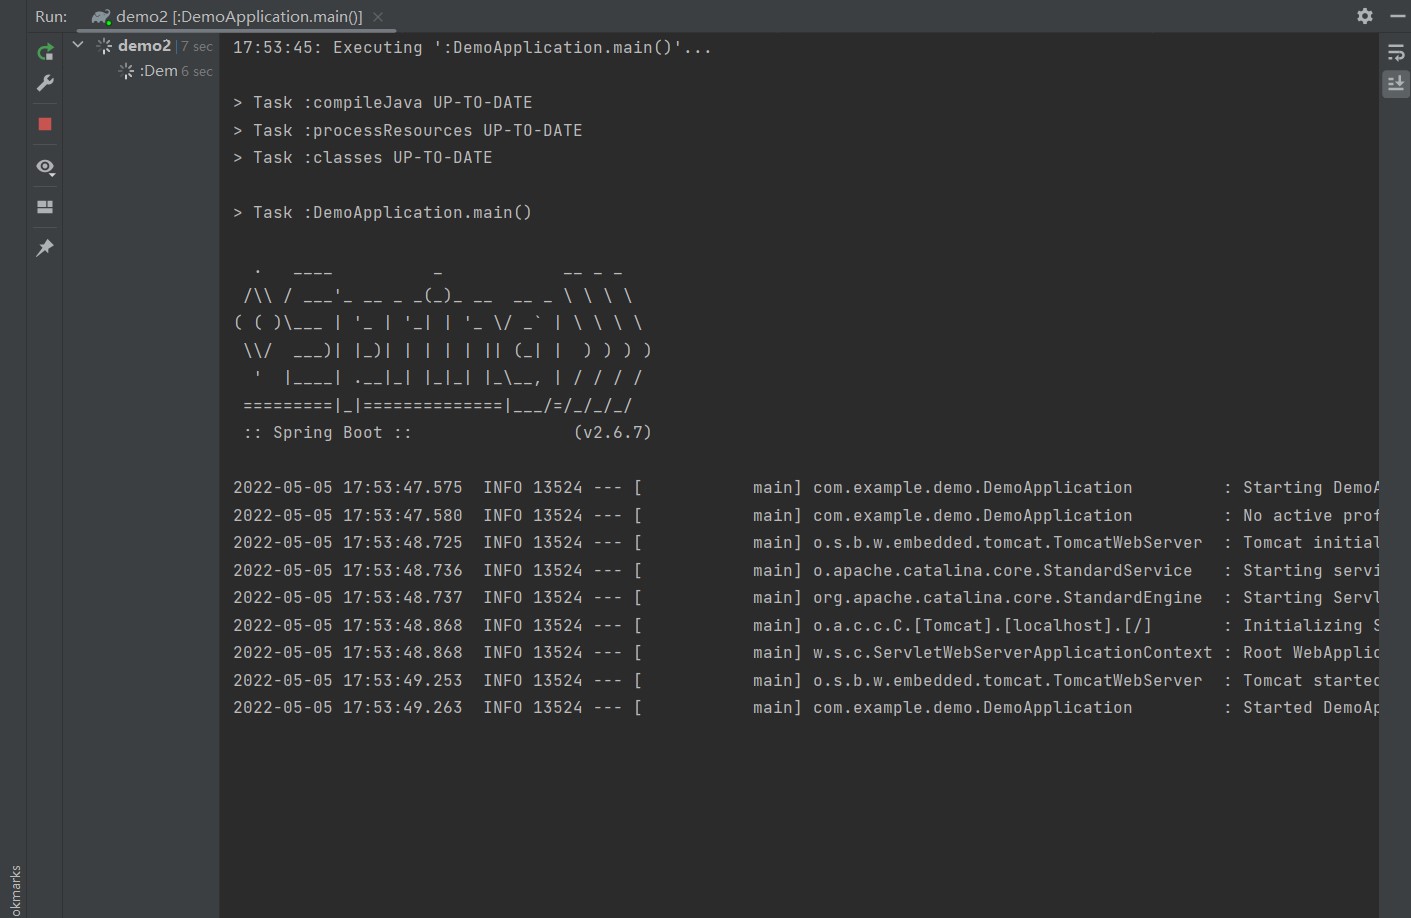 Run: demo2 [:DemoApplication.main()]
demo2 7 sec
:Dem 6 sec
17:53:45: Executing ':DemoApplication.main()'...
> Task :compileJava UP-TO-DATE
> Task :processResources UP-TO-DATE
> Task :classes UP-TO-DATE
> Task :DemoApplication.main()
  .   ____          _            __ _ _
 /\\ / ___'_ __ _ _(_)_ __  __ _ \ \ \ \
( ( )\___ | '_ | '_| | '_ \/ _` | \ \ \ \
 \\/  ___)| |_)| | | | | || (_| |  ) ) ) )
  '  |____| .__|_| |_|_| |_\__, | / / / /
 =========|_|==============|___/=/_/_/_/
 :: Spring Boot ::                (v2.6.7)
2022-05-05 17:53:47.575  INFO 13524 --- [           main] com.example.demo.DemoApplication         : Starting DemoA
2022-05-05 17:53:47.580  INFO 13524 --- [           main] com.example.demo.DemoApplication         : No active prof
2022-05-05 17:53:48.725  INFO 13524 --- [           main] o.s.b.w.embedded.tomcat.TomcatWebServer  : Tomcat initial
2022-05-05 17:53:48.736  INFO 13524 --- [           main] o.apache.catalina.core.StandardService   : Starting servi
2022-05-05 17:53:48.737  INFO 13524 --- [           main] org.apache.catalina.core.StandardEngine  : Starting Servl
2022-05-05 17:53:48.868  INFO 13524 --- [           main] o.a.c.c.C.[Tomcat].[localhost].[/]       : Initializing S
2022-05-05 17:53:48.868  INFO 13524 --- [           main] w.s.c.ServletWebServerApplicationContext : Root WebApplic
2022-05-05 17:53:49.253  INFO 13524 --- [           main] o.s.b.w.embedded.tomcat.TomcatWebServer  : Tomcat started
2022-05-05 17:53:49.263  INFO 13524 --- [           main] com.example.demo.DemoApplication         : Started DemoAp
okmarks